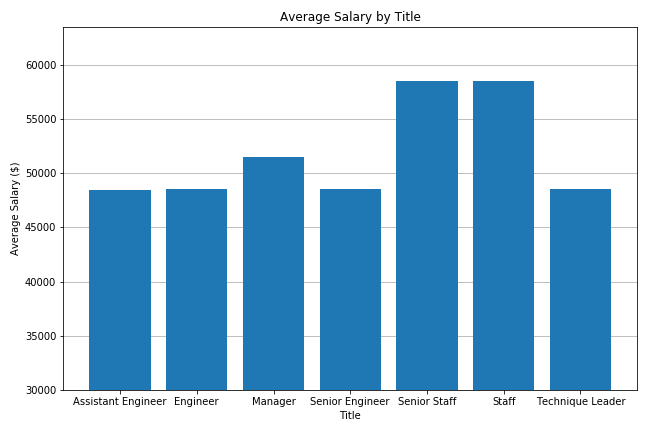 Average Salary by Title
60000
55000
50000
45000
40000
35000
30000
Average Salary ($)
Assistant Engineer Engineer Manager Senior Engineer Senior Staff Staff Technique Leader
Title